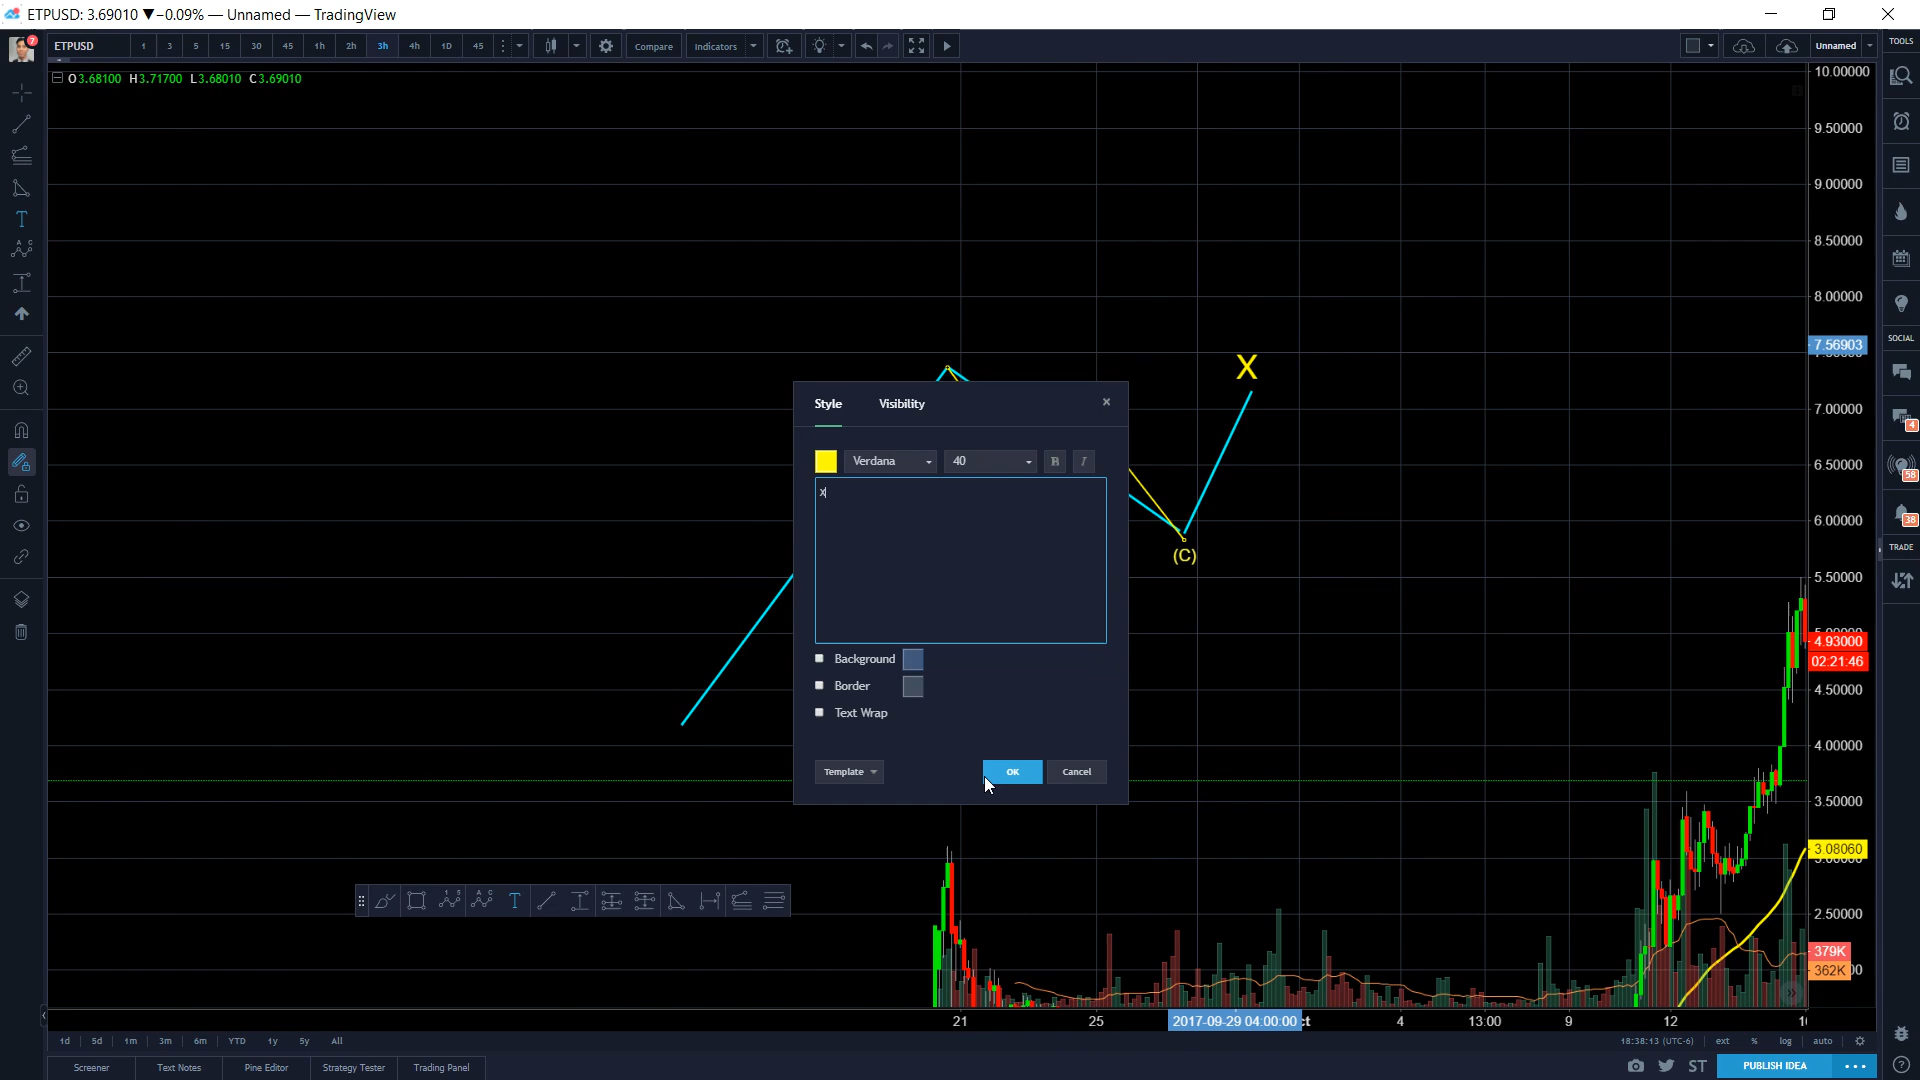 ETPUSD: 3.69010 ▼−0.09% — Unnamed — TradingView
7
ETPUSD 1 3 5 15 30 45 1h 2h 3h 4h 1D 45 Compare Indicators Unnamed TOOLS
O3.68100 H3.71700 L3.68010 C3.69010
10.00000
9.50000
9.00000
8.50000
8.00000
SOCIAL
7.56903
X
Style Visibility ×
7.00000
4
Verdana 40 B I
6.50000
58
X
6.00000
38
(C)
TRADE
5.50000
4.93000
Background
02:21:46
Border
4.50000
Text Wrap
4.00000
Template OK Cancel
3.50000
3.08060
2.50000
379K
362K
21 25 2017-09-29 04:00:00 ct 4 13:00 9 12
1d 5d 1m 3m 6m YTD 1y 5y All 18:38:13 (UTC-6) ext % log auto
Screener Text Notes Pine Editor Strategy Tester Trading Panel ST PUBLISH IDEA